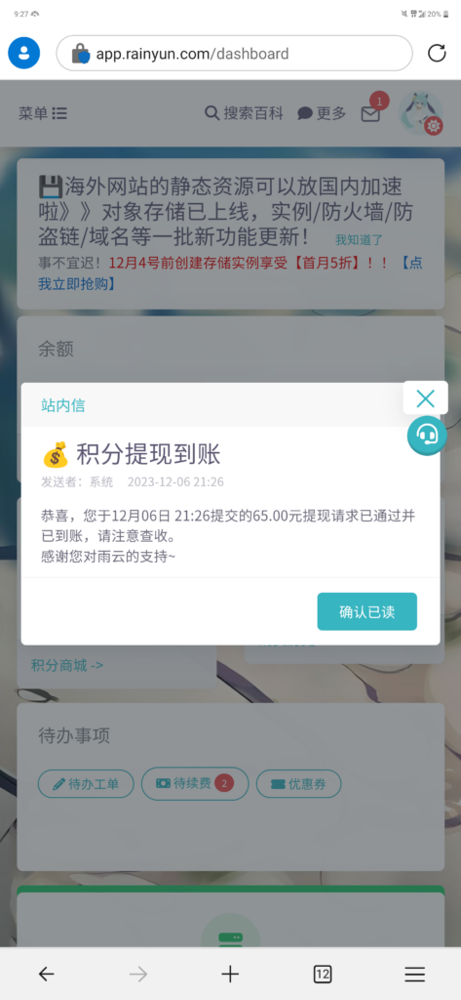 9:27
20%
app.rainyun.com/dashboard
菜单
搜索百科
更多
1
💾海外网站的静态资源可以放国内加速
啦》》对象存储已上线，实例/防火墙/防
盗链/域名等一批新功能更新！ 我知道了
事不宜迟！12月4号前创建存储实例享受【首月5折】！！【点
我立即抢购】
余额
站内信
💰 积分提现到账
发送者：系统 2023-12-06 21:26
恭喜，您于12月06日 21:26提交的65.00元提现请求已通过并
已到账，请注意查收。
感谢您对雨云的支持~
确认已读
积分商城 ->
待办事项
待办工单
待续费 2
优惠券
12